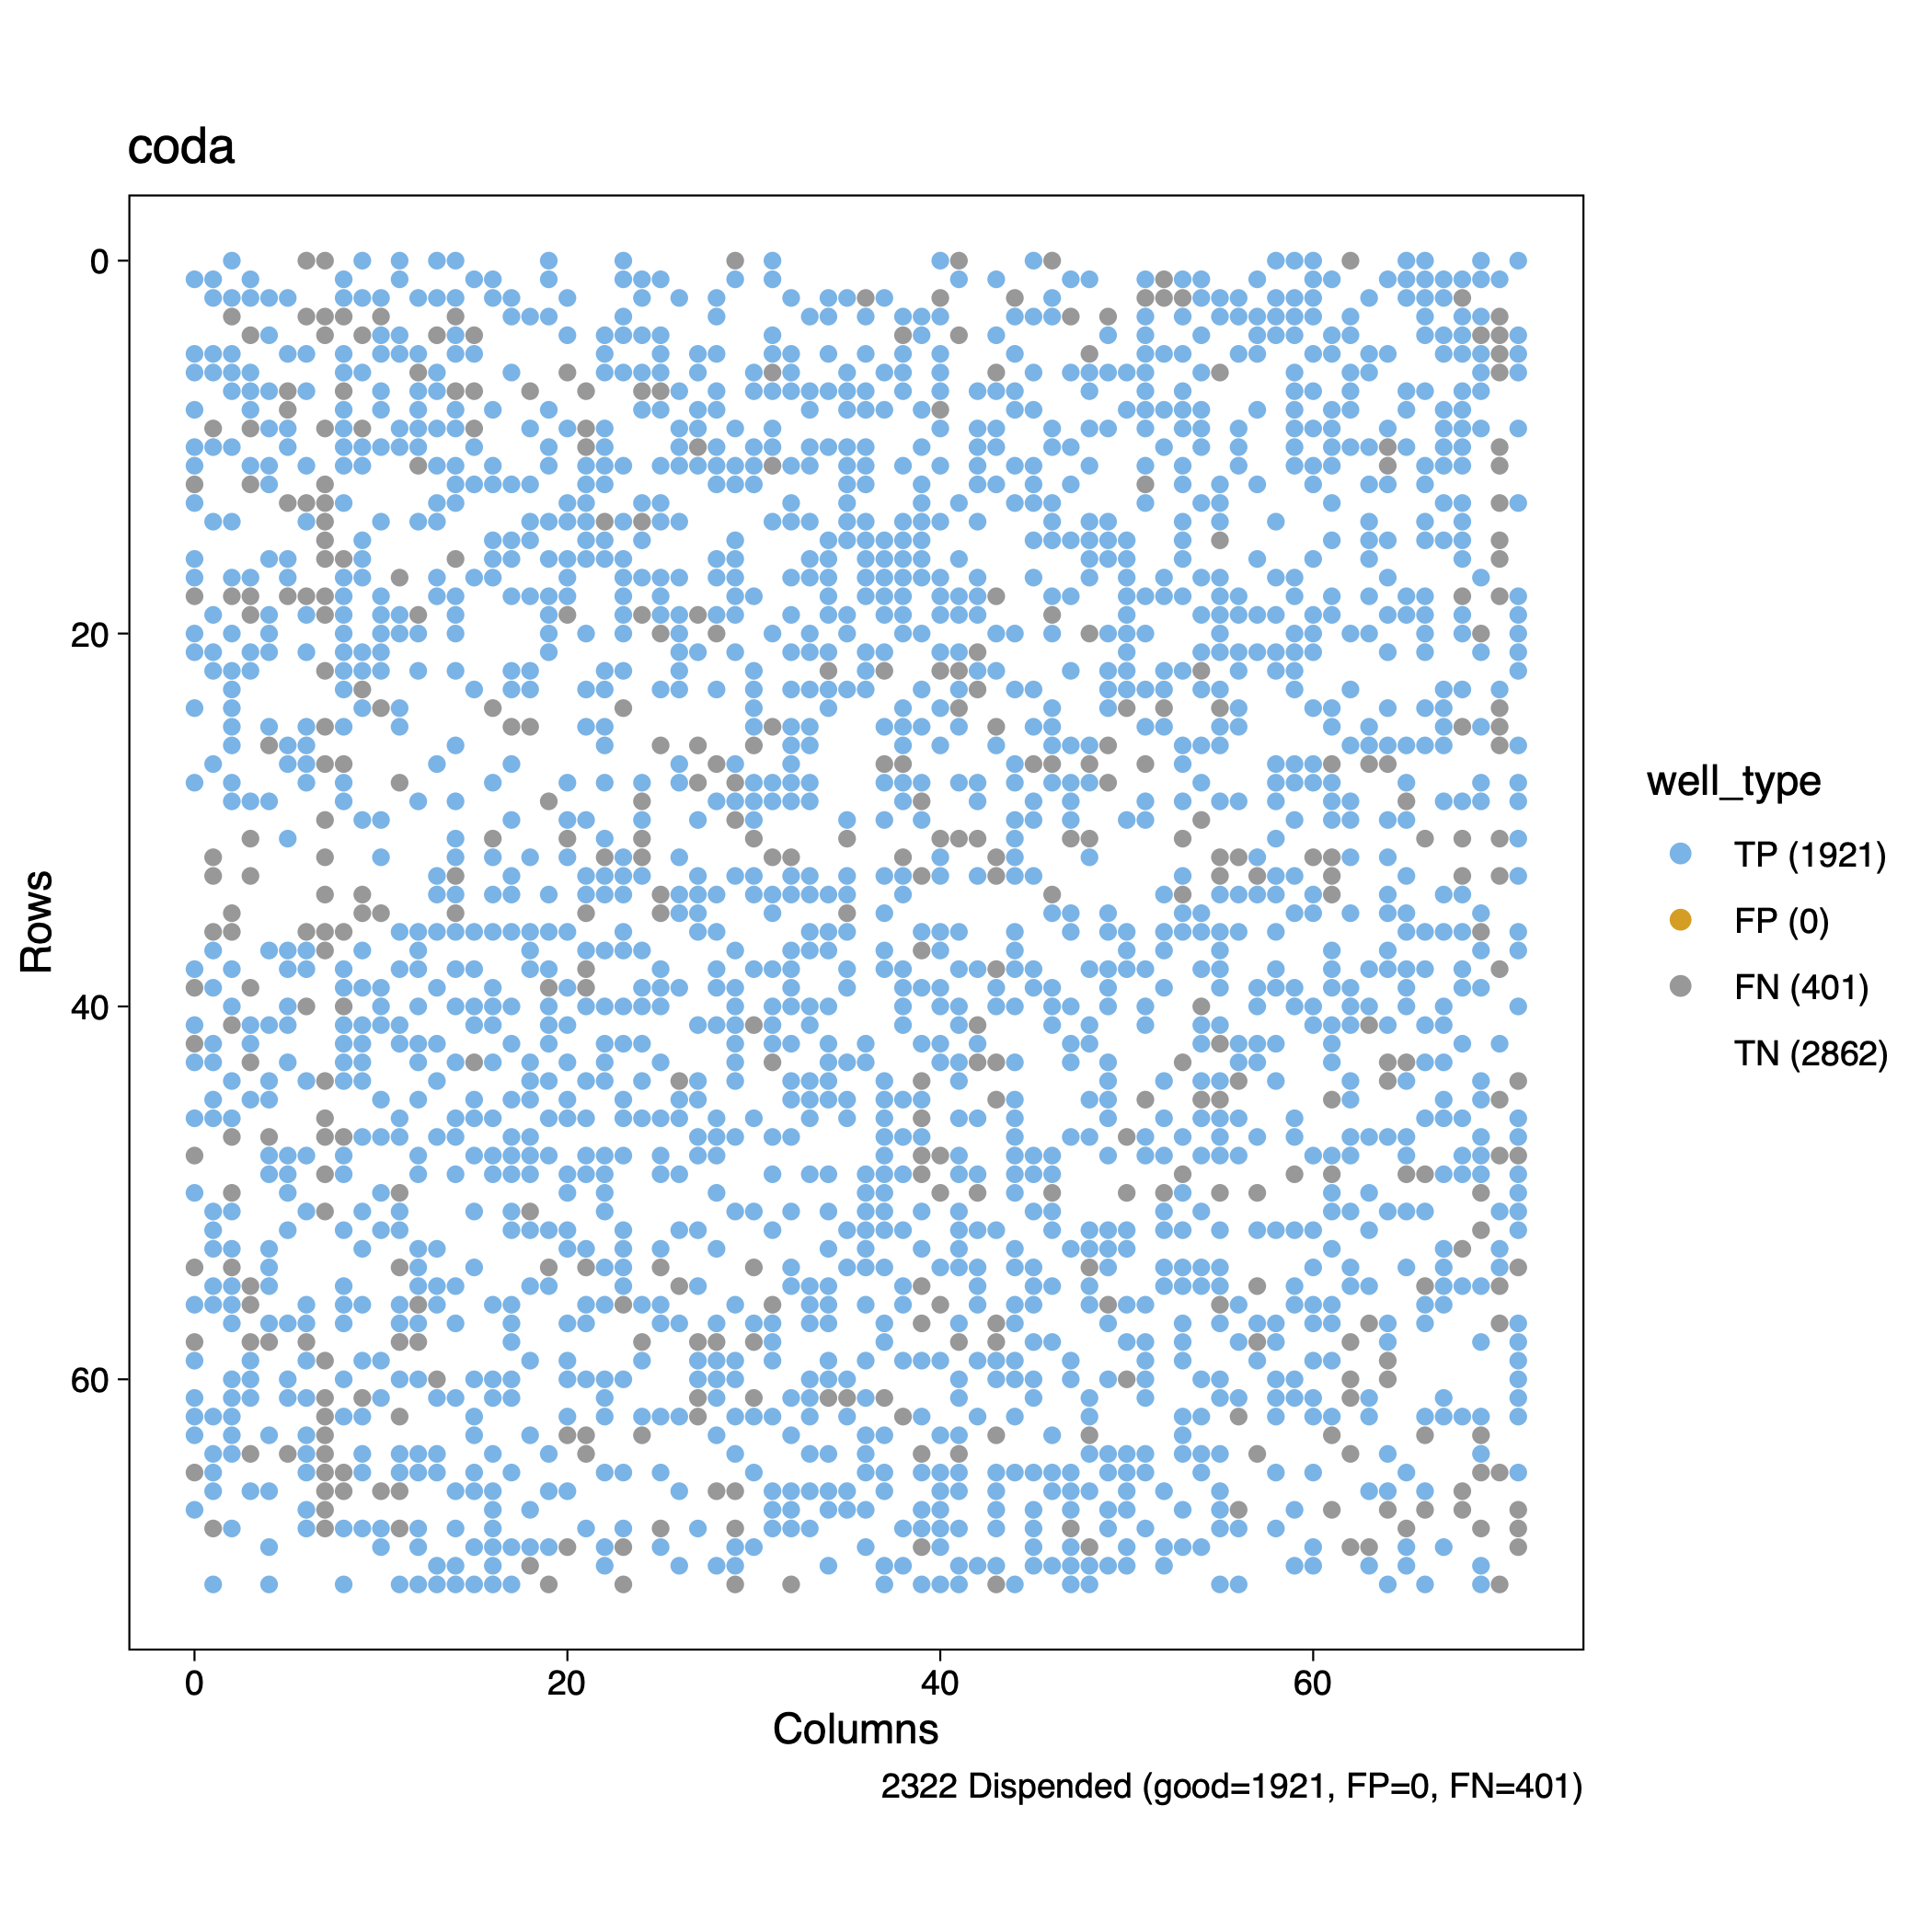 coda
0
20
40
60
Rows
0 20 40 60
Columns
2322 Dispended (good=1921, FP=0, FN=401)
well_type
TP (1921)
FP (0)
FN (401)
TN (2862)